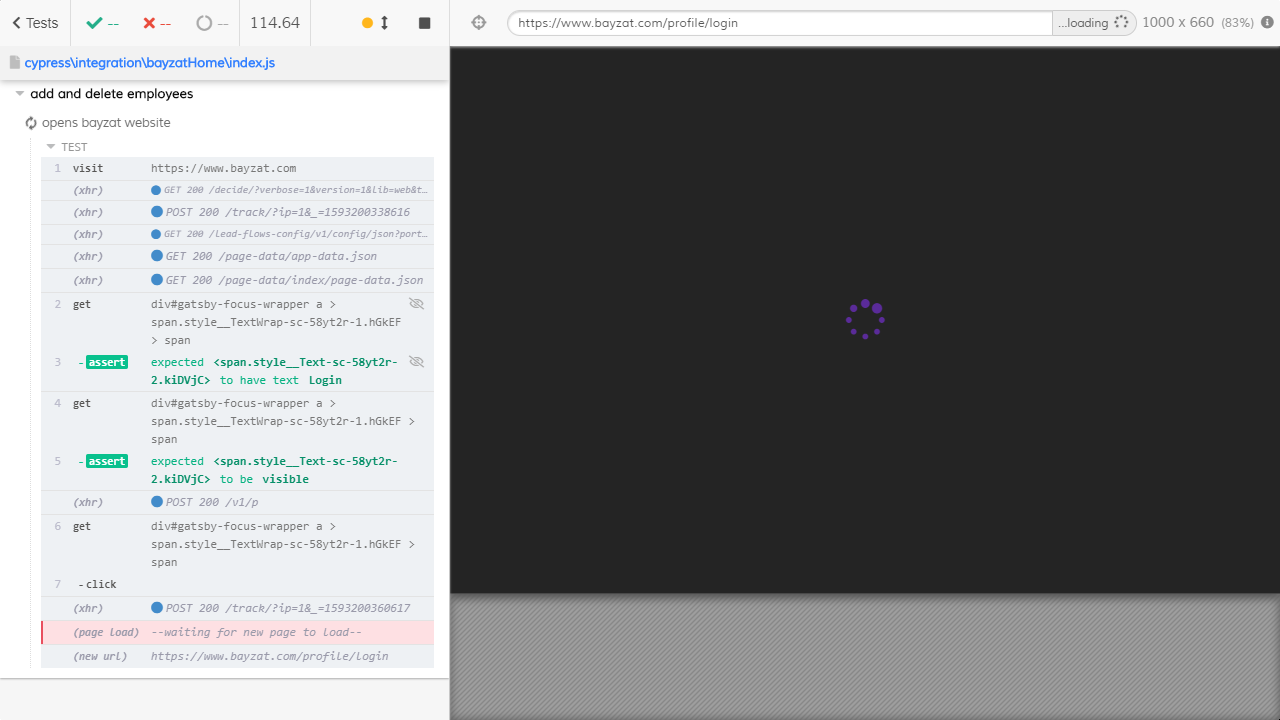 Tests -- -- -- 114.64 https://www.bayzat.com/profile/login ...loading 1000 x 660 (83%)
cypress\integration\bayzatHome\index.js
add and delete employees
opens bayzat website
TEST
1 visit https://www.bayzat.com
(xhr) GET 200 /decide/?verbose=1&version=1&lib=web&t...
(xhr) POST 200 /track/?ip=1&_=1593200338616
(xhr) GET 200 /lead-flows-config/v1/config/json?port...
(xhr) GET 200 /page-data/app-data.json
(xhr) GET 200 /page-data/index/page-data.json
2 get div#gatsby-focus-wrapper a >
span.style__TextWrap-sc-58yt2r-1.hGkEF
> span
3 -assert expected <span.style__Text-sc-58yt2r-
2.kiDVjC> to have text Login
4 get div#gatsby-focus-wrapper a >
span.style__TextWrap-sc-58yt2r-1.hGkEF >
span
5 -assert expected <span.style__Text-sc-58yt2r-
2.kiDVjC> to be visible
(xhr) POST 200 /v1/p
6 get div#gatsby-focus-wrapper a >
span.style__TextWrap-sc-58yt2r-1.hGkEF >
span
7 -click
(xhr) POST 200 /track/?ip=1&_=1593200360617
(page load) --waiting for new page to load--
(new url) https://www.bayzat.com/profile/login